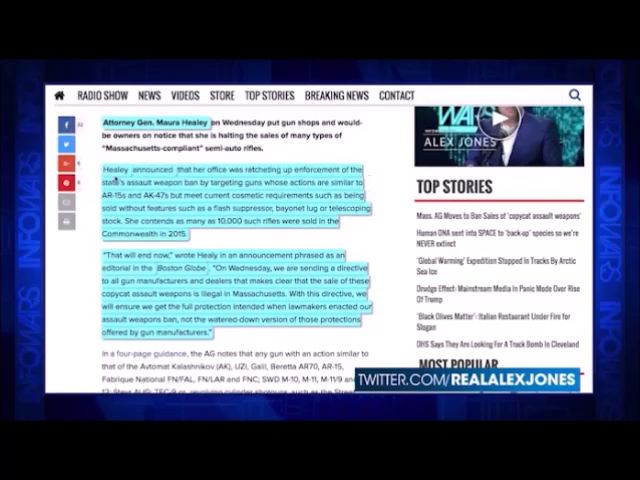 RADIO SHOW NEWS VIDEOS STORE TOP STORIES BREAKING NEWS CONTACT
Attorney Gen. Maura Healey on Wednesday put gun shops and would-
be owners on notice that she is halting the sales of many types of
"Massachusetts-compliant" semi-auto rifles.
Healey announced that her office was ratcheting up enforcement of the
state's assault weapon ban by targeting guns whose actions are similar to
AR-15s and AK-47s but meet current cosmetic requirements such as being
sold without features such as a flash suppressor, bayonet lug or telescoping
stock. She contends as many as 10,000 such rifles were sold in the
Commonwealth in 2015.
"That will end now," wrote Healy in an announcement phrased as an
editorial in the Boston Globe. "On Wednesday, we are sending a directive
to all gun manufacturers and dealers that makes clear that the sale of these
copycat assault weapons is illegal in Massachusetts. With this directive, we
will ensure we get the full protection intended when lawmakers enacted our
assault weapons ban, not the watered-down version of those protections
offered by gun manufacturers."
In a four-page guidance, the AG notes that any gun with an action similar to
that of the Avtomat Kalashnikov (AK), UZI, Galil, Beretta AR70, AR-15,
Fabrique National FN/FAL, FN/LAR and FNC; SWD M-10, M-11, M-11/9 and
12; Steyr AUG; TEC-9 or revolving cylinder shotguns, such as the Street
WAR
ALEX JONES
TOP STORIES
Mass. AG Moves to Ban Sales of 'copycat assault weapons'
Human DNA sent into SPACE to 'back-up' species so we're
NEVER extinct
'Global Warming' Expedition Stopped In Tracks By Arctic
Sea Ice
Drudge Effect: Mainstream Media In Panic Mode Over Rise
Of Trump
'Black Olives Matter': Italian Restaurant Under Fire for
Slogan
DHS Says They Are Looking For A Truck Bomb In Cleveland
MOST POPULAR
TWITTER.COM/REALALEXJONES
INFOWARS